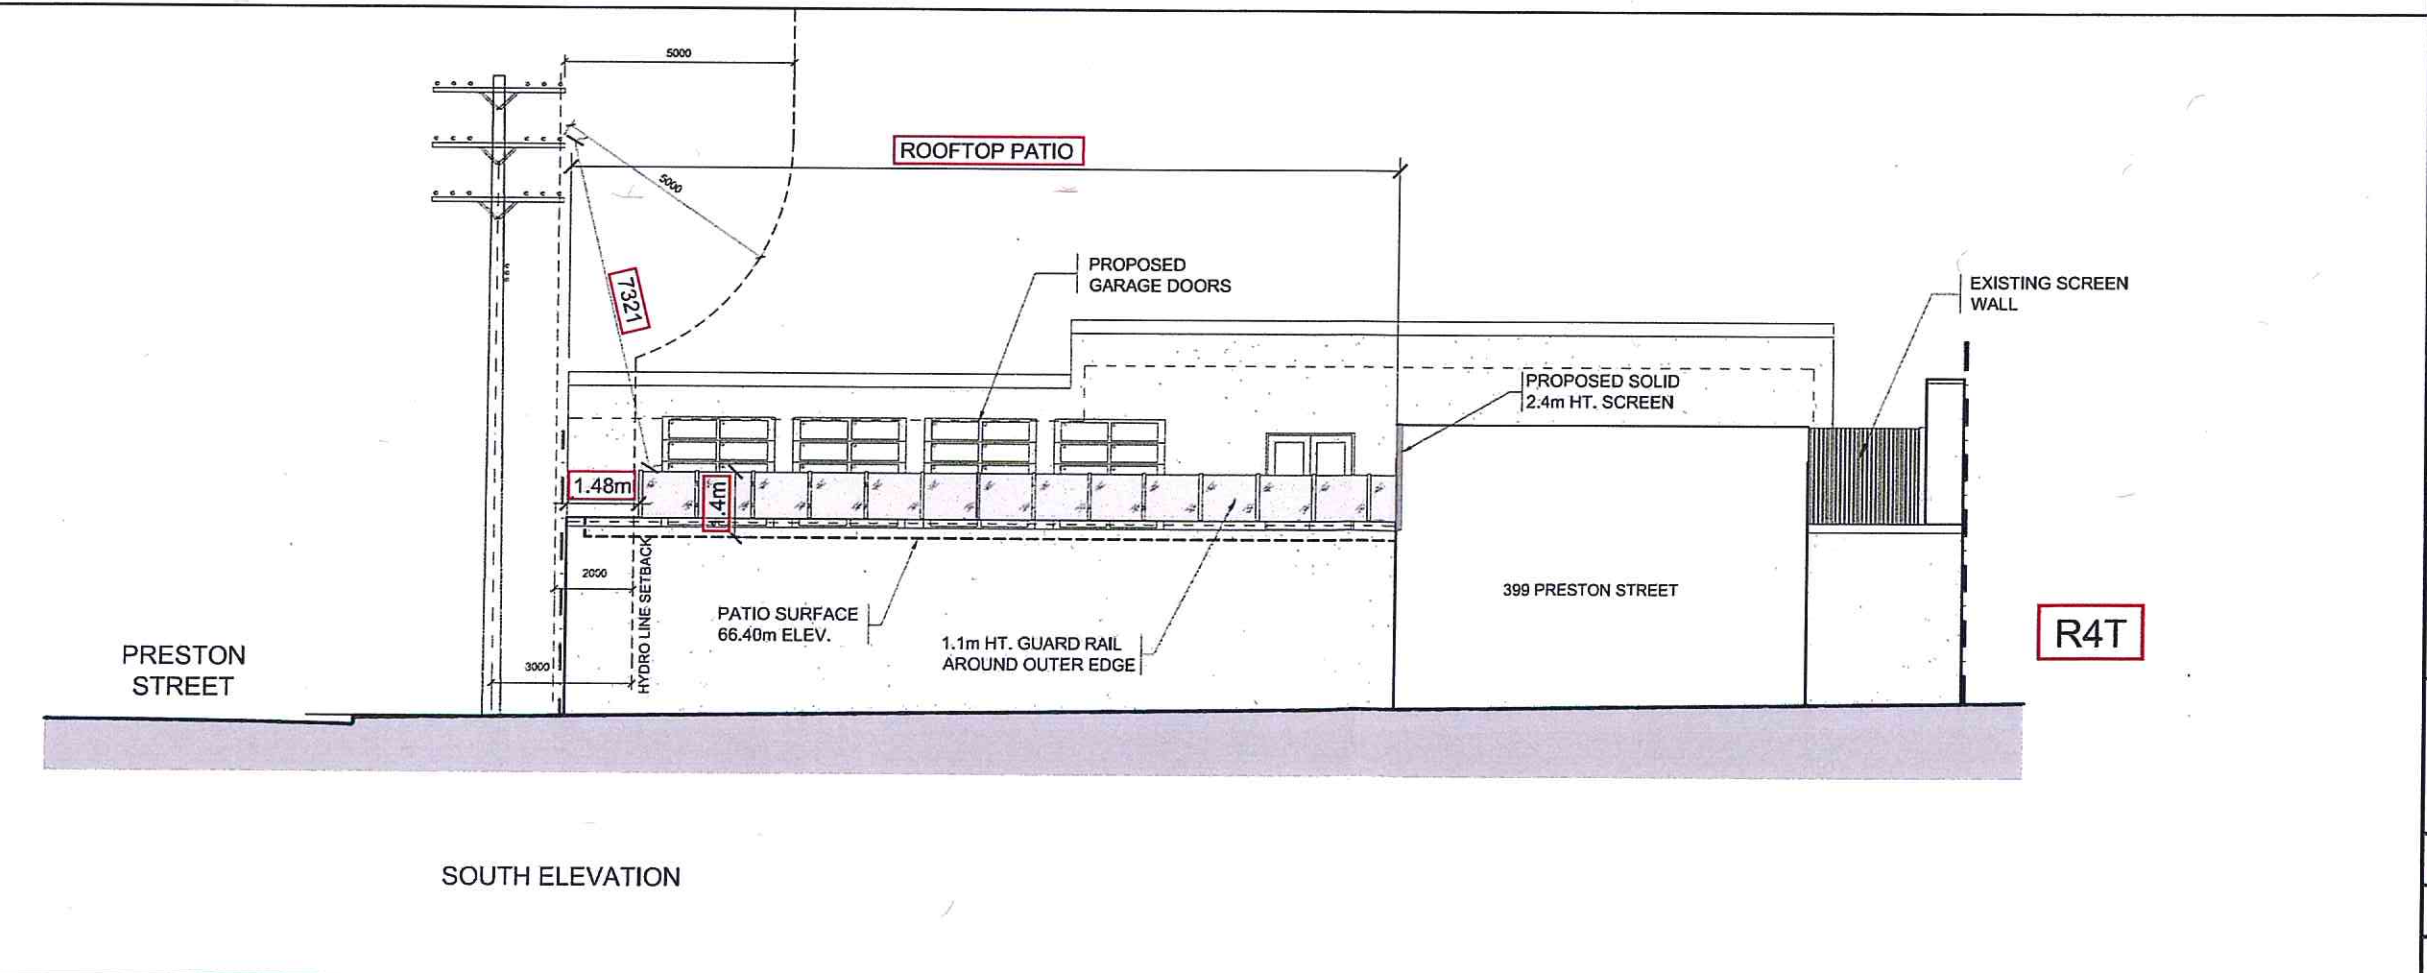 5000
ROOFTOP PATIO
5000
7321
PROPOSED
GARAGE DOORS
EXISTING SCREEN
WALL
PROPOSED SOLID
2.4m HT. SCREEN
1.48m
1.4m
HYDRO LINE SETBACK
2000
3000
PATIO SURFACE
66.40m ELEV.
1.1m HT. GUARD RAIL
AROUND OUTER EDGE
399 PRESTON STREET
R4T
PRESTON
STREET
SOUTH ELEVATION